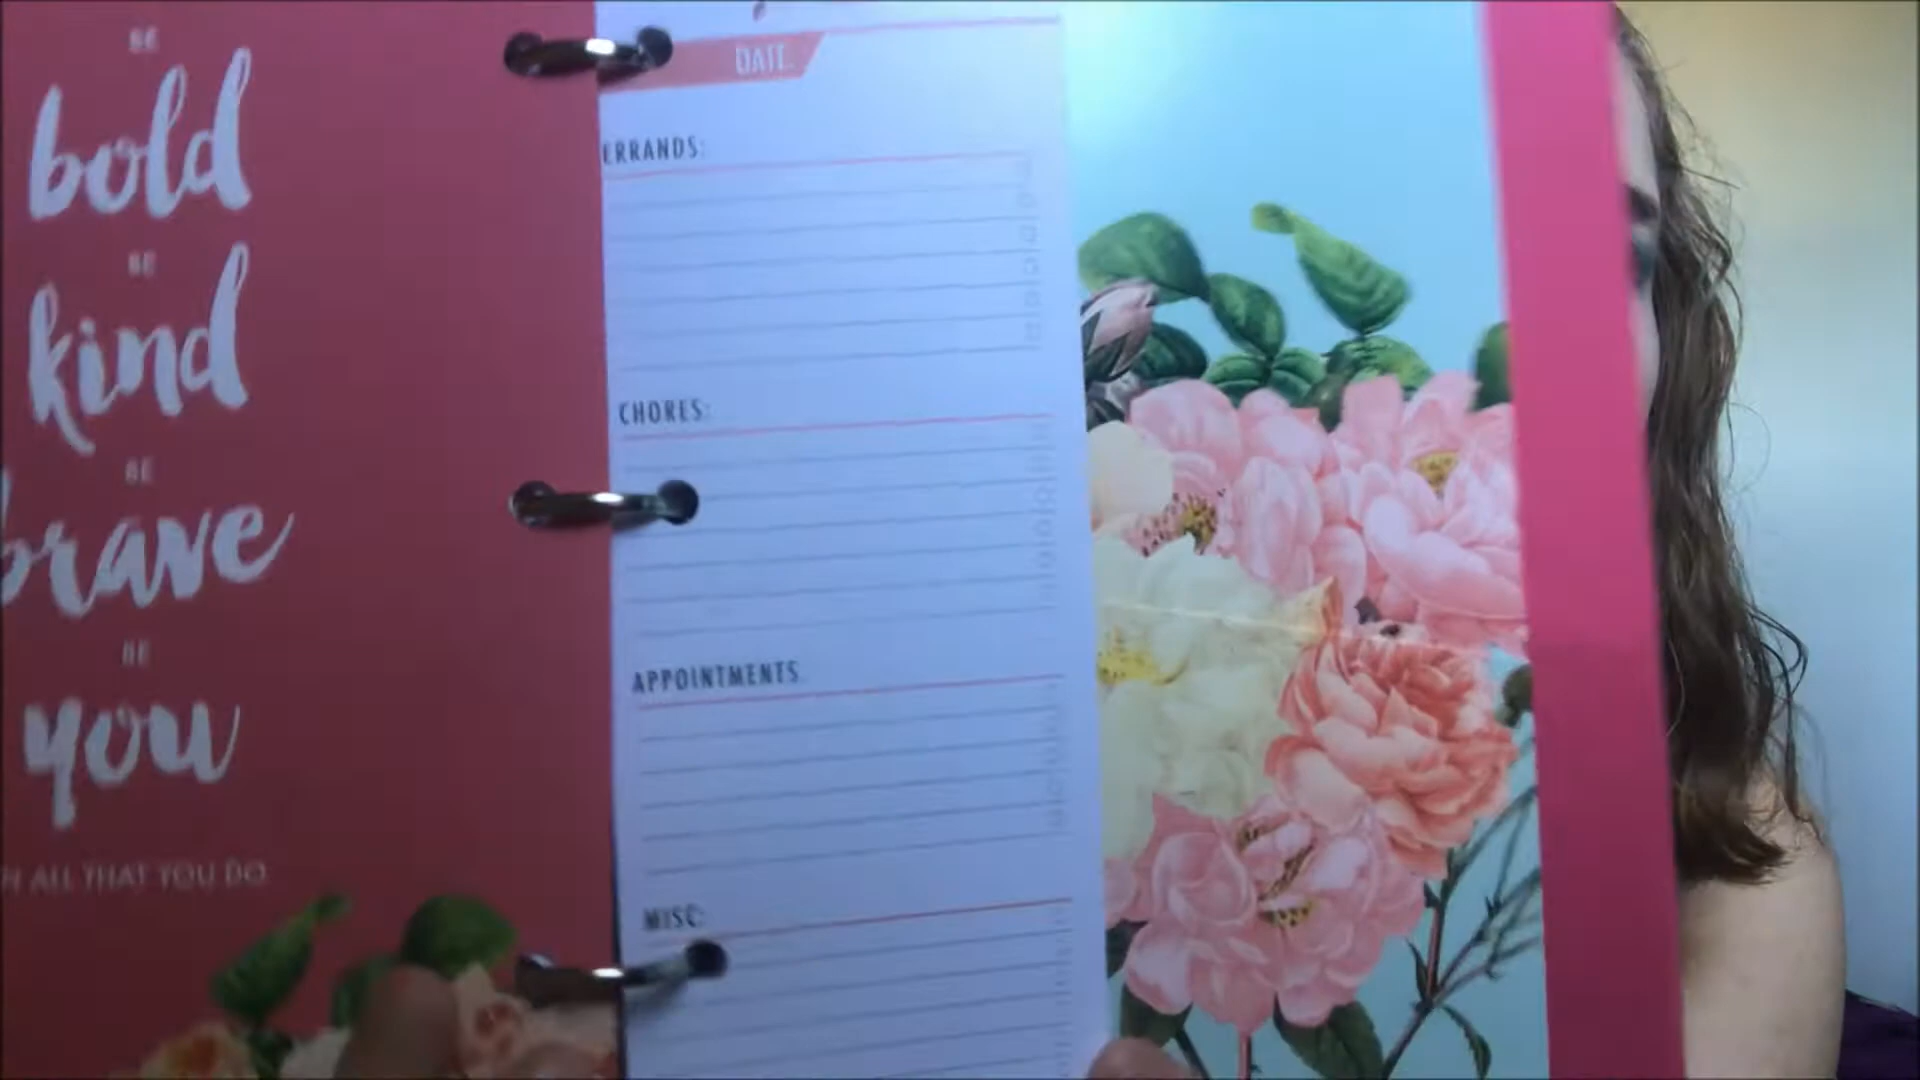 BE
bold
BE
kind
BE
brave
BE
you
N ALL THAT YOU DO
DATE:
ERRANDS:
CHORES:
APPOINTMENTS:
MISC: